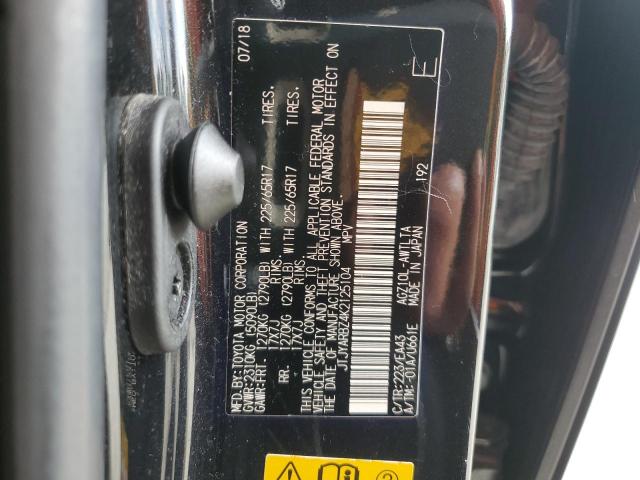 MFD.BY:TOYOTA MOTOR CORPORATION 07/18
GVWR:2310KG (5090LB)
GAWR:FRT. 1270KG (2790LB) WITH 225/65R17 TIRES.
17X7J RIMS.
RR. 1270KG (2790LB) WITH 225/65R17 TIRES.
17X7J RIMS.
THIS VEHICLE CONFORMS TO ALL APPLICABLE FEDERAL MOTOR
VEHICLE SAFETY AND THEFT PREVENTION STANDARDS IN EFFECT ON
THE DATE OF MANUFACTURE SHOWN ABOVE.
JTJYARBZ4K2125104 MPV
E
192
C/TR:223/EA43 AGZ10L-AWTLTA
A/TM:-01A/U661E MADE IN JAPAN